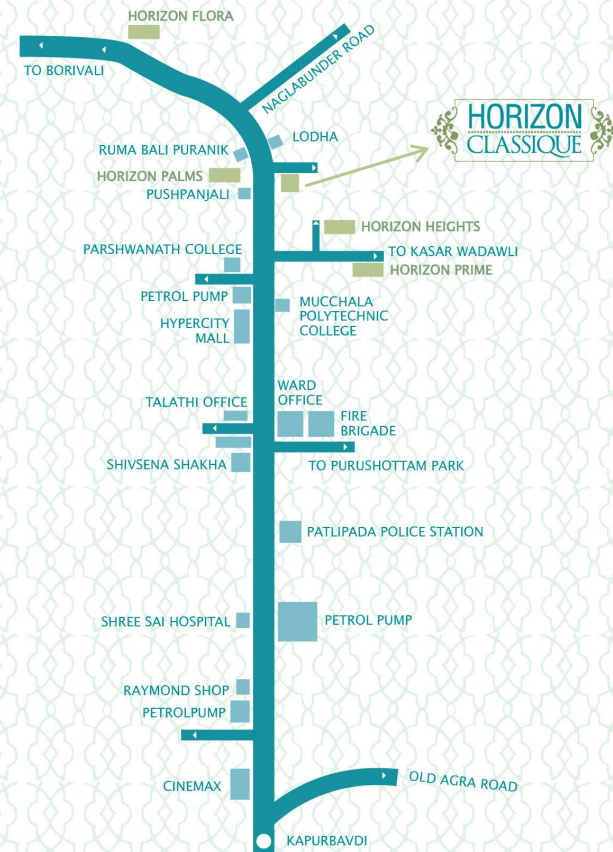 HORIZON FLORA
TO BORIVALI
NAGLABUNDER ROAD
HORIZON
CLASSIQUE
LODHA
RUMA BALI PURANIK
HORIZON PALMS
PUSHPANJALI
HORIZON HEIGHTS
PARSHWANATH COLLEGE
TO KASAR WADAWLI
HORIZON PRIME
PETROL PUMP
MUCCHALA
POLYTECHNIC
COLLEGE
HYPERCITY
MALL
WARD
OFFICE
TALATHI OFFICE
FIRE
BRIGADE
SHIVSENA SHAKHA
TO PURUSHOTTAM PARK
PATLIPADA POLICE STATION
SHREE SAI HOSPITAL
PETROL PUMP
RAYMOND SHOP
PETROLPUMP
CINEMAX
OLD AGRA ROAD
KAPURBAVDI